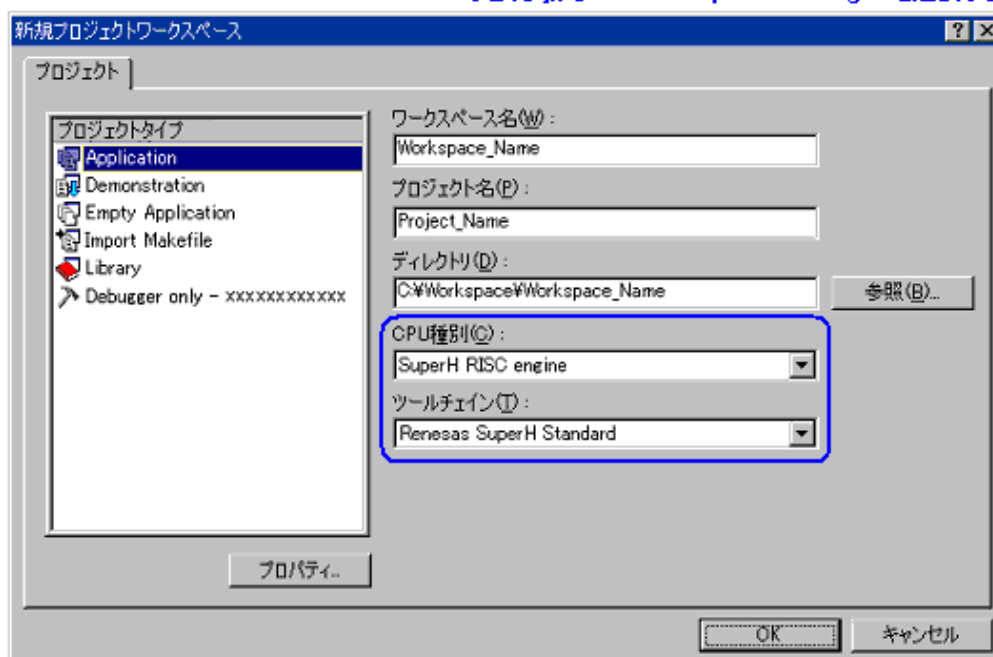 新規プロジェクトワークスペース
プロジェクト
プロジェクトタイプ
Application
Demonstration
Empty Application
Import Makefile
Library
Debugger only - xxxxxxxxxxxx
プロパティ...
ワークスペース名(W) :
Workspace_Name
プロジェクト名(P) :
Project_Name
ディレクトリ(D) :
C:¥Workspace¥Workspace_Name
参照(B)...
CPU種別(C) :
SuperH RISC engine
ツールチェイン(T) :
Renesas SuperH Standard
OK
キャンセル